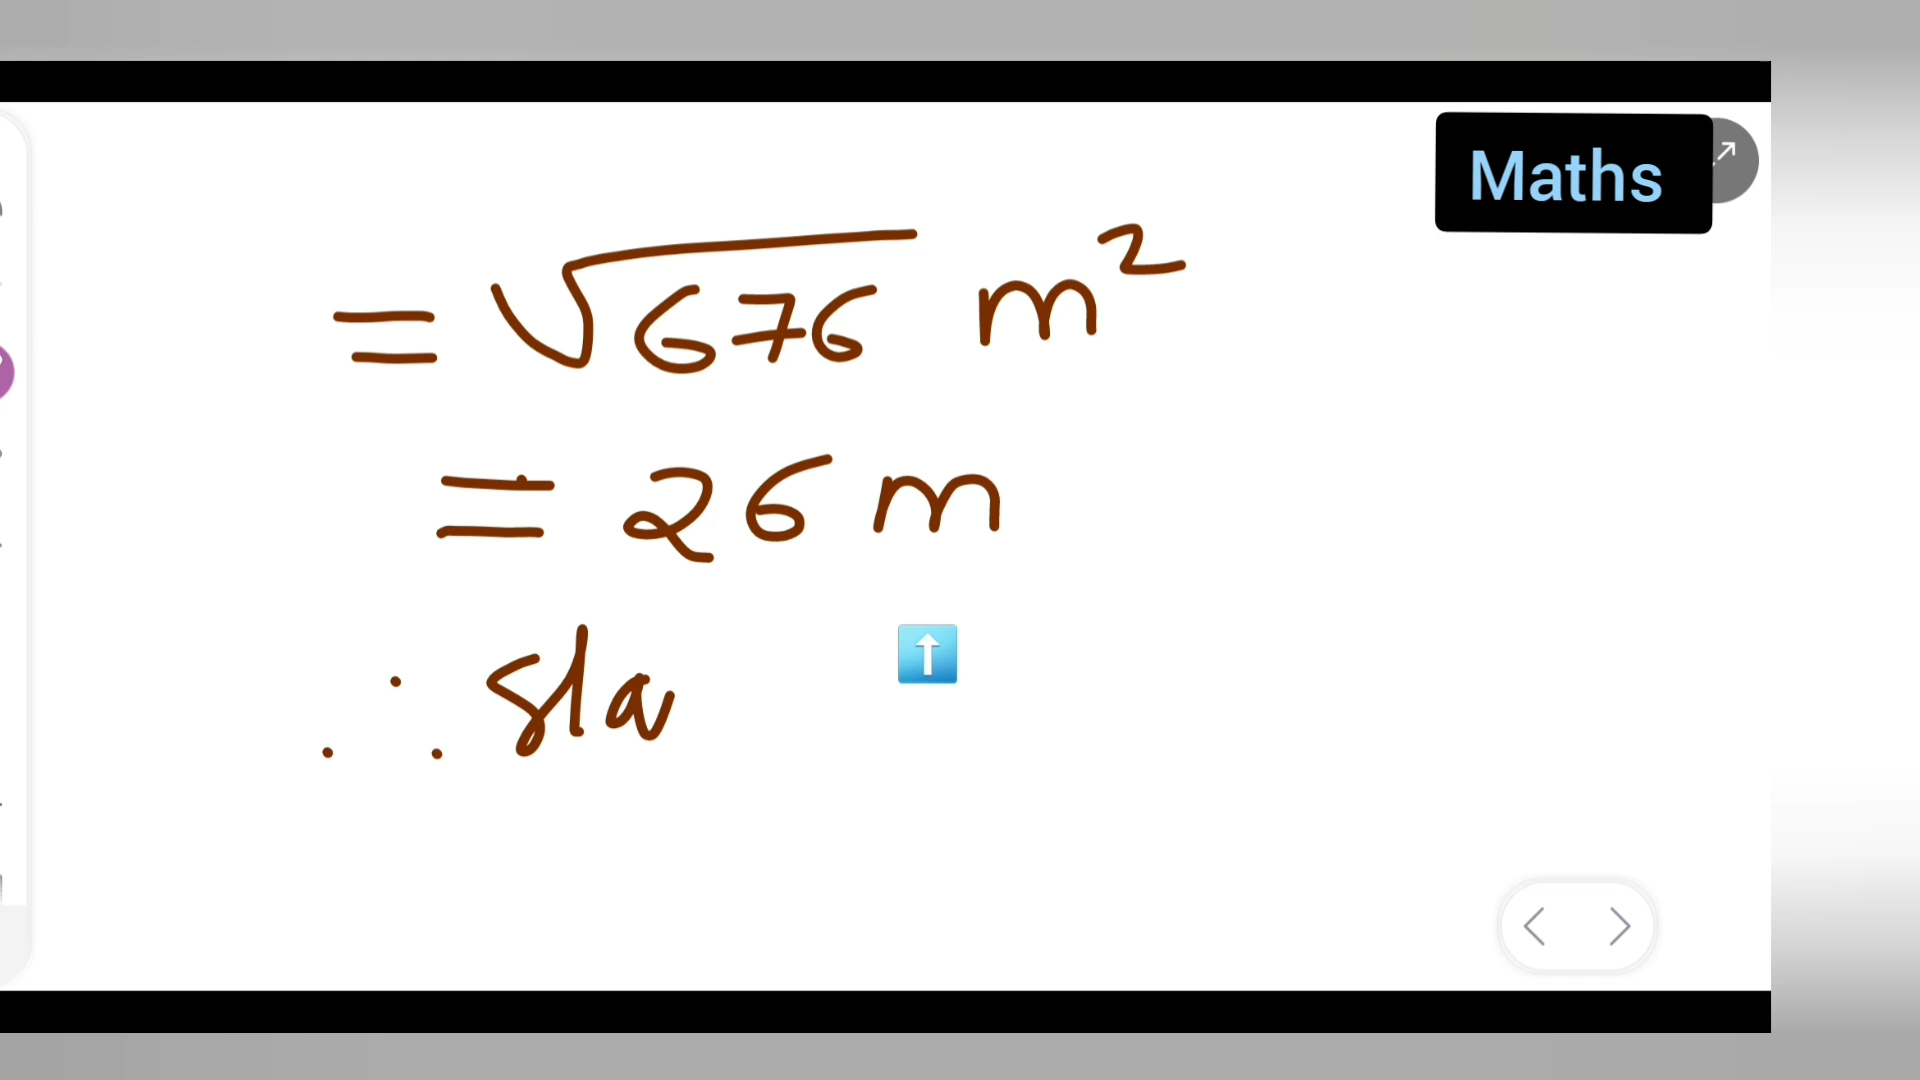 Maths
= √676 m²
= 26 m
∴ sla